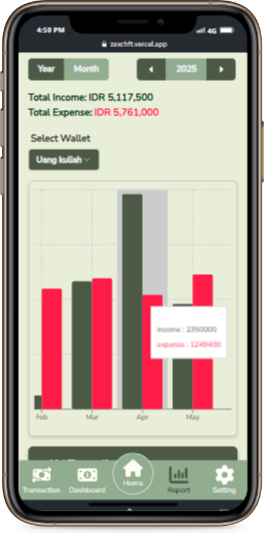 4:50 PM
4G
zaxchft.vercel.app
Year Month 2025
Total Income: IDR 5,117,500
Total Expense: IDR 5,761,000
Select Wallet
Uang kuliah
income : 2350000
expense : 1249400
Feb Mar Apr May
Transaction Dashboard Home Report Setting